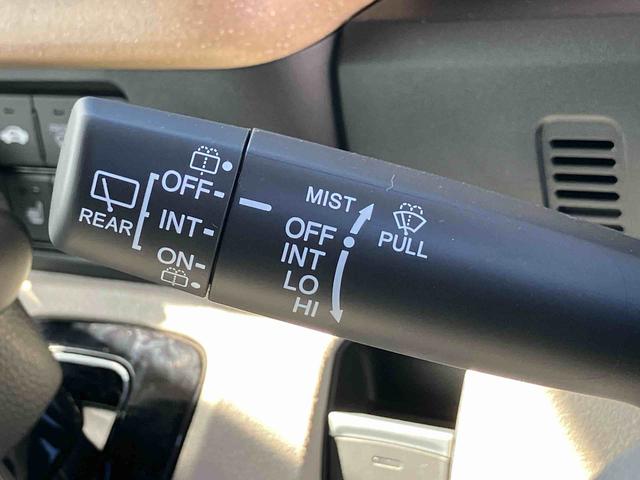 REAR
OFF
INT
ON
MIST
OFF
INT
LO
HI
PULL